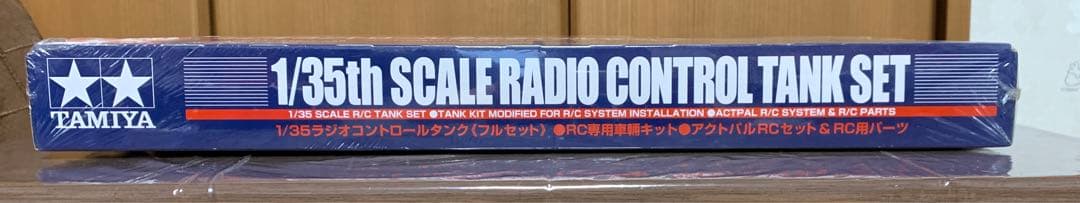 TAMIYA
1/35th SCALE RADIO CONTROL TANK SET
1/35 SCALE R/C TANK SET ●TANK KIT MODIFIED FOR R/C SYSTEM INSTALLATION ●ACTPAL R/C SYSTEM & R/C PARTS
1/35ラジオコントロールタンク《フルセット》 ●RC専用車輌キット●アクトパルRCセット&RC用パーツ